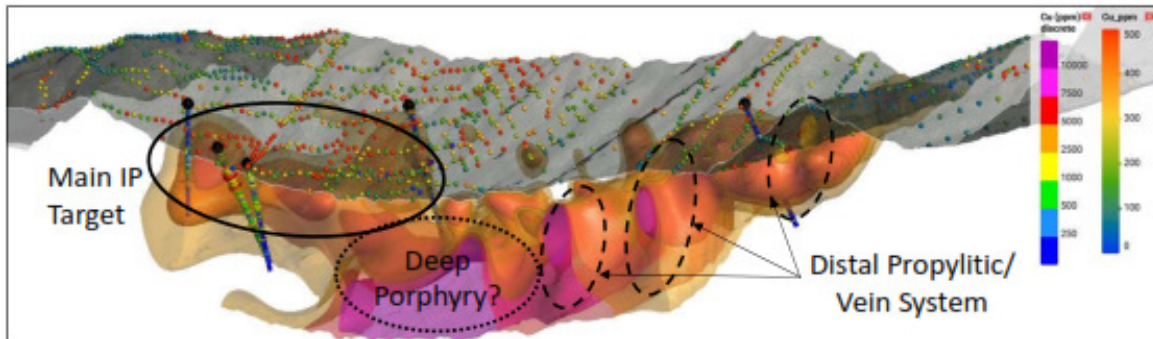 Cu (ppm)
discrete
10000
7500
5000
2500
1000
500
250
Cu_ppm
500
400
300
200
100
0
Main IP
Target
Deep
Porphyry?
Distal Propylitic/
Vein System